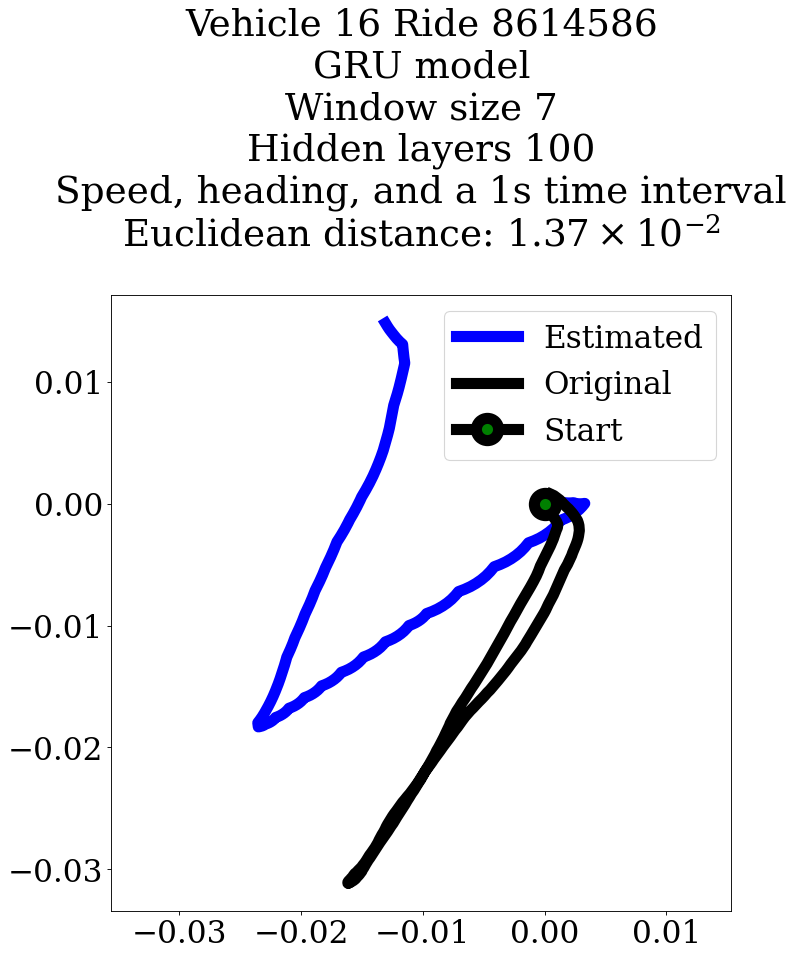 Vehicle 16 Ride 8614586
GRU model
Window size 7
Hidden layers 100
Speed, heading, and a 1s time interval
Euclidean distance: 1.37 × 10⁻²
Estimated
Original
Start
0.01
0.00
−0.01
−0.02
−0.03
−0.03 −0.02 −0.01 0.00 0.01